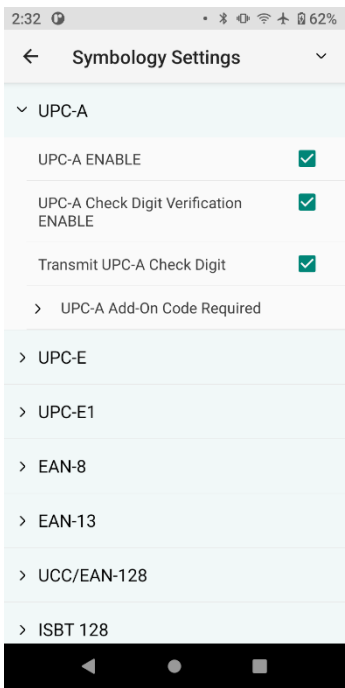 2:32 62%
Symbology Settings
UPC-A
UPC-A ENABLE
UPC-A Check Digit Verification
ENABLE
Transmit UPC-A Check Digit
UPC-A Add-On Code Required
UPC-E
UPC-E1
EAN-8
EAN-13
UCC/EAN-128
ISBT 128